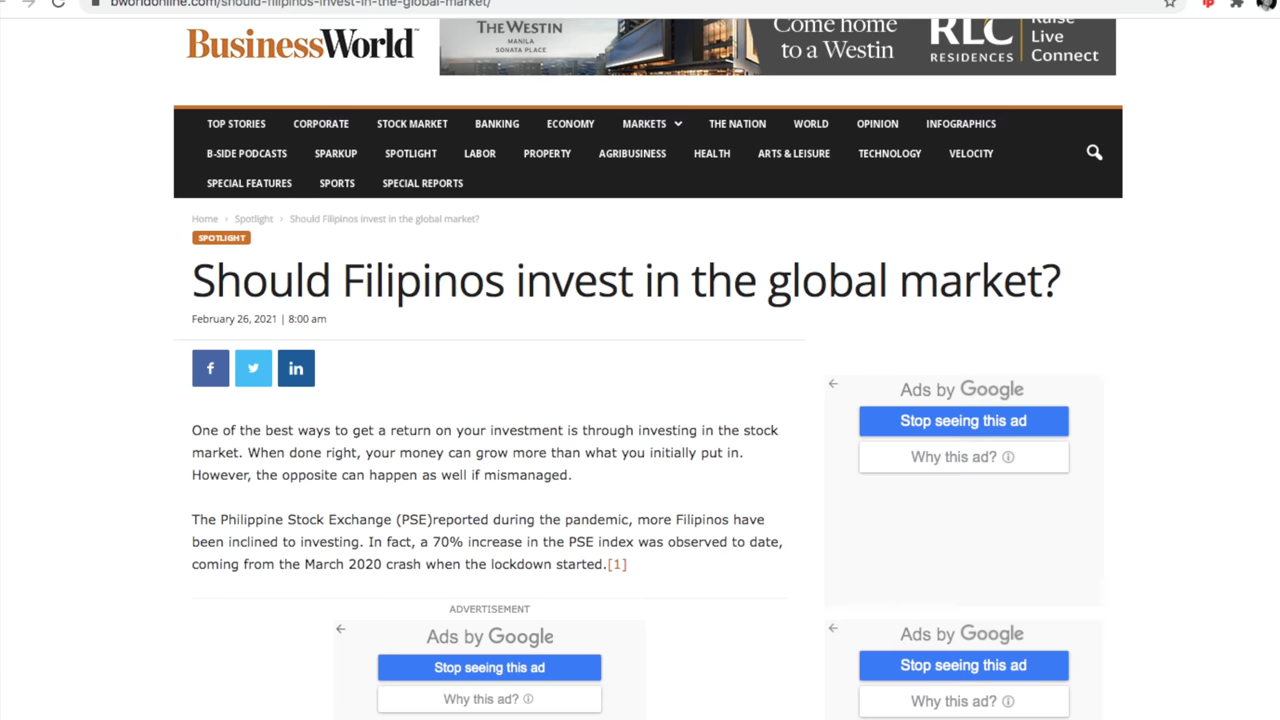 bworldonline.com/should-filipinos-invest-in-the-global-market/
BusinessWorld
THE WESTIN
MANILA
SONATA PLACE
Come home
to a Westin
RLC
RESIDENCES
Raise
Live
Connect
TOP STORIES CORPORATE STOCK MARKET BANKING ECONOMY MARKETS THE NATION WORLD OPINION INFOGRAPHICS
B-SIDE PODCASTS SPARKUP SPOTLIGHT LABOR PROPERTY AGRIBUSINESS HEALTH ARTS & LEISURE TECHNOLOGY VELOCITY
SPECIAL FEATURES SPORTS SPECIAL REPORTS
Home › Spotlight › Should Filipinos invest in the global market?
SPOTLIGHT
Should Filipinos invest in the global market?
February 26, 2021 | 8:00 am
One of the best ways to get a return on your investment is through investing in the stock
market. When done right, your money can grow more than what you initially put in.
However, the opposite can happen as well if mismanaged.
The Philippine Stock Exchange (PSE)reported during the pandemic, more Filipinos have
been inclined to investing. In fact, a 70% increase in the PSE index was observed to date,
coming from the March 2020 crash when the lockdown started.[1]
ADVERTISEMENT
Ads by Google
Stop seeing this ad
Why this ad?
Ads by Google
Stop seeing this ad
Why this ad?
Ads by Google
Stop seeing this ad
Why this ad?